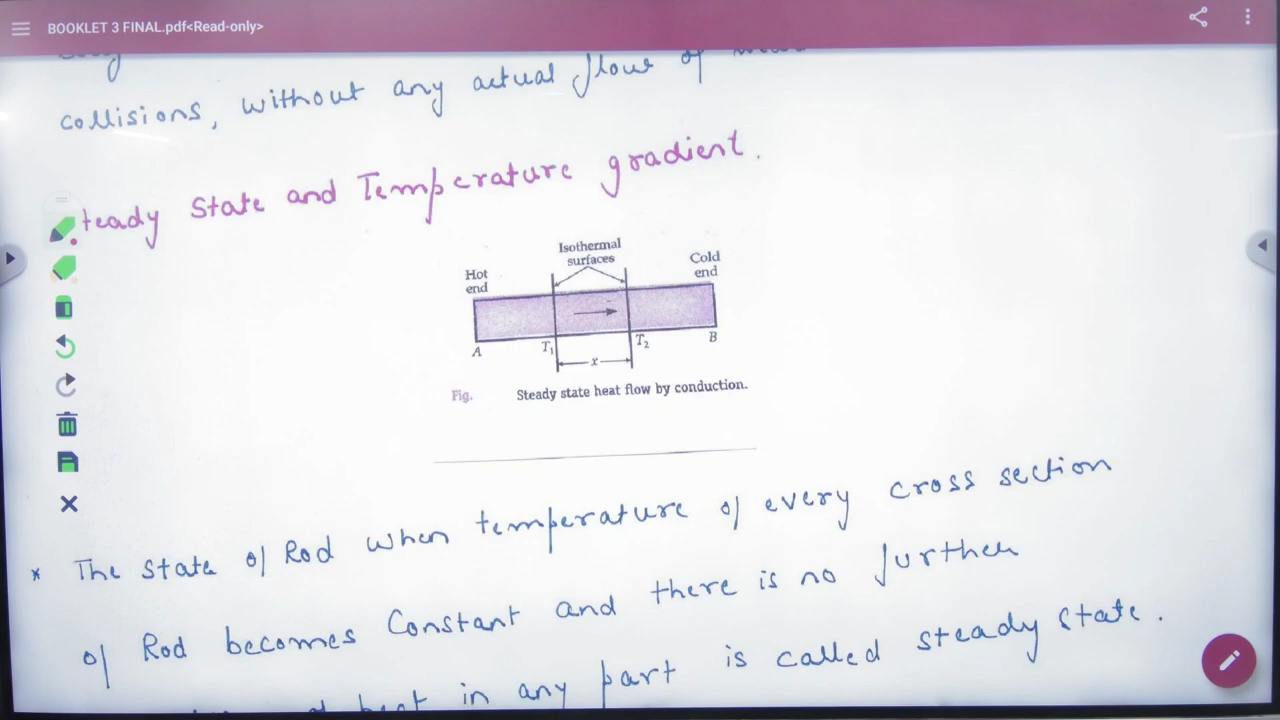 BOOKLET 3 FINAL.pdf<Read-only>
collisions, without any actual flow of
teady State and Temperature gradient.
Isothermal
surfaces
Hot
end
Cold
end
A
T₁
T₂
B
x
Fig. Steady state heat flow by conduction.
* The state of Rod when temperature of every cross section
of Rod becomes Constant and there is no further
heat in any part is called steady state.